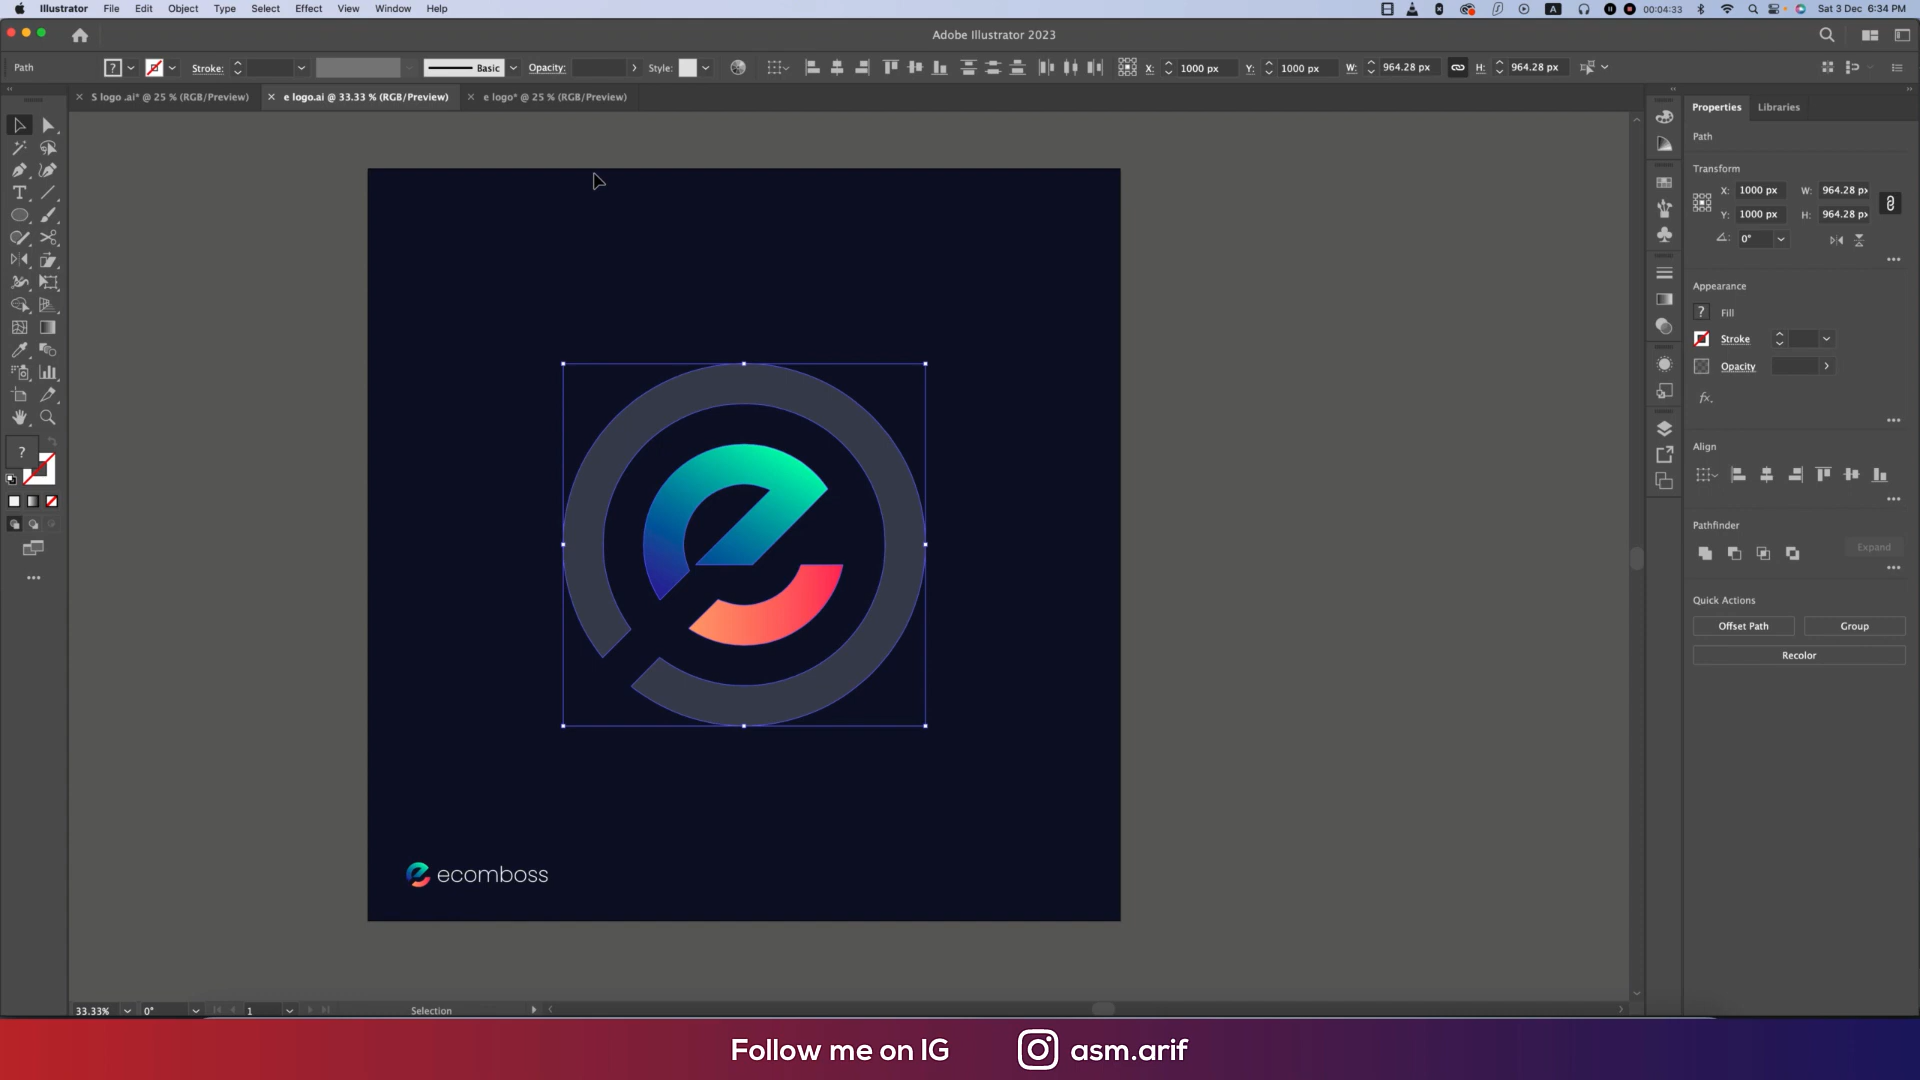 Illustrator File Edit Object Type Select Effect View Window Help
A 00:04:33 Sat 3 Dec 6:34 PM
Adobe Illustrator 2023
Path ? Stroke: Basic Opacity: Style: X: 1000 px Y: 1000 px W: 964.28 px H: 964.28 px
S logo .ai* @ 25 % (RGB/Preview) e logo.ai @ 33.33 % (RGB/Preview) e logo* @ 25 % (RGB/Preview)
Properties Libraries
Path
Transform
X: 1000 px W: 964.28 px
Y: 1000 px H: 964.28 px
0°
Appearance
? Fill
Stroke
Opacity
fx.
Align
Pathfinder
Expand
Quick Actions
Offset Path Group
Recolor
?
ecomboss
33.33% 0° 1 Selection
Follow me on IG asm.arif